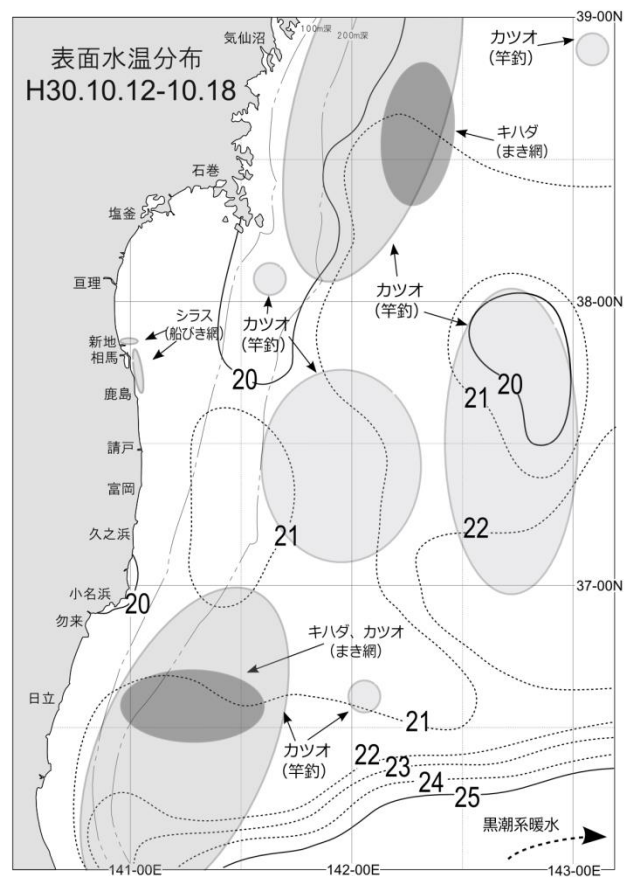 39-00N
100m深
200m深
気仙沼
カツオ
(竿釣)
表面水温分布
H30.10.12-10.18
キハダ
(まき網)
石巻
塩釜
亘理
38-00N
カツオ
(竿釣)
シラス
(船びき網)
カツオ
(竿釣)
新地
相馬
鹿島
20
21
20
請戸
富岡
久之浜
21
22
37-00N
小名浜
20
勿来
キハダ、カツオ
(まき網)
日立
21
カツオ
(竿釣)
22
23
24
25
黒潮系暖水
141-00E
142-00E
143-00E